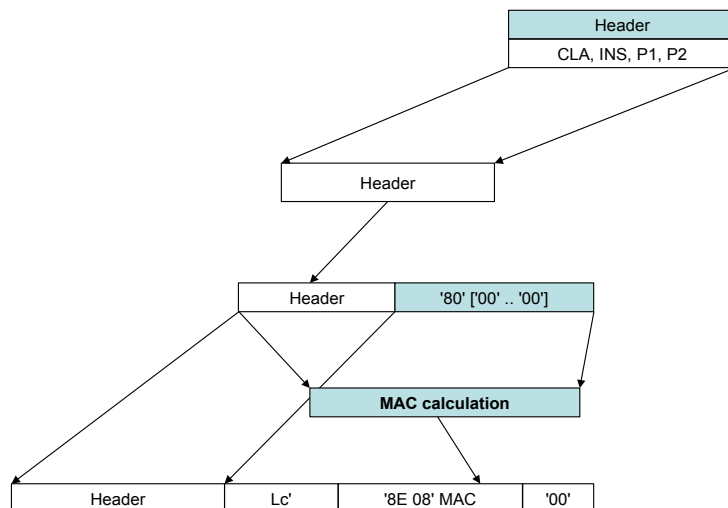 Header
CLA, INS, P1, P2
Header
Header '80' ['00' .. '00']
MAC calculation
Header Lc' '8E 08' MAC '00'